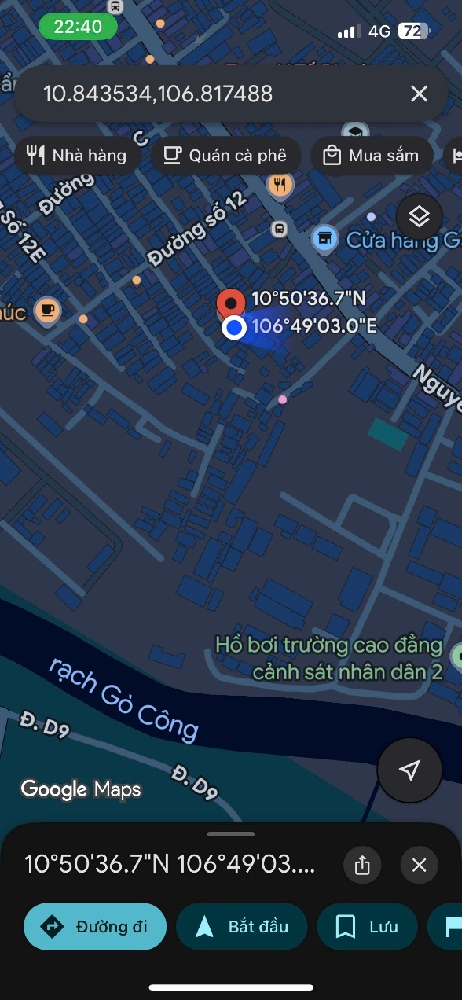 22:40
4G
72
10.843534,106.817488
Nhà hàng
Quán cà phê
Mua sắm
Đường
Số 12E
Đường số 12
Cửa hàng G
10°50'36.7"N
106°49'03.0"E
Nguyễ
Hồ bơi trường cao đẳng
cảnh sát nhân dân 2
rạch Gò Công
Đ. D9
Đ. D9
Google Maps
10°50'36.7"N 106°49'03....
Đường đi
Bắt đầu
Lưu